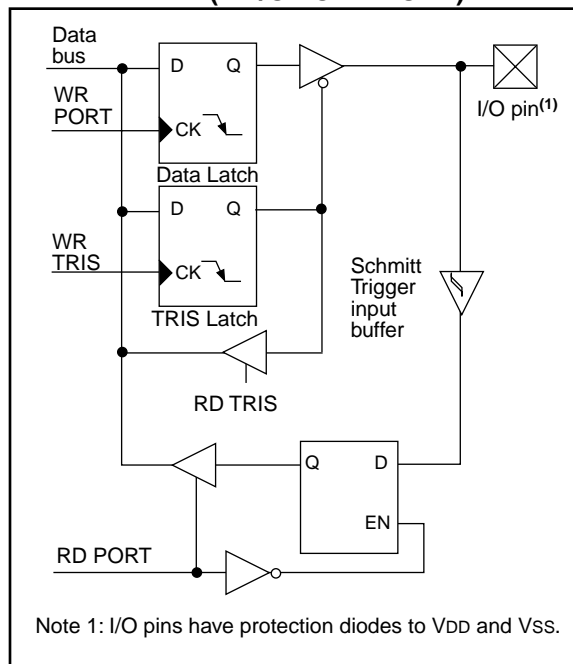 Data
bus
D Q
WR
PORT
CK
I/O pin(1)
Data Latch
D Q
WR
TRIS
CK
TRIS Latch
Schmitt
Trigger
input
buffer
RD TRIS
Q D
EN
RD PORT
Note 1: I/O pins have protection diodes to VDD and VSS.